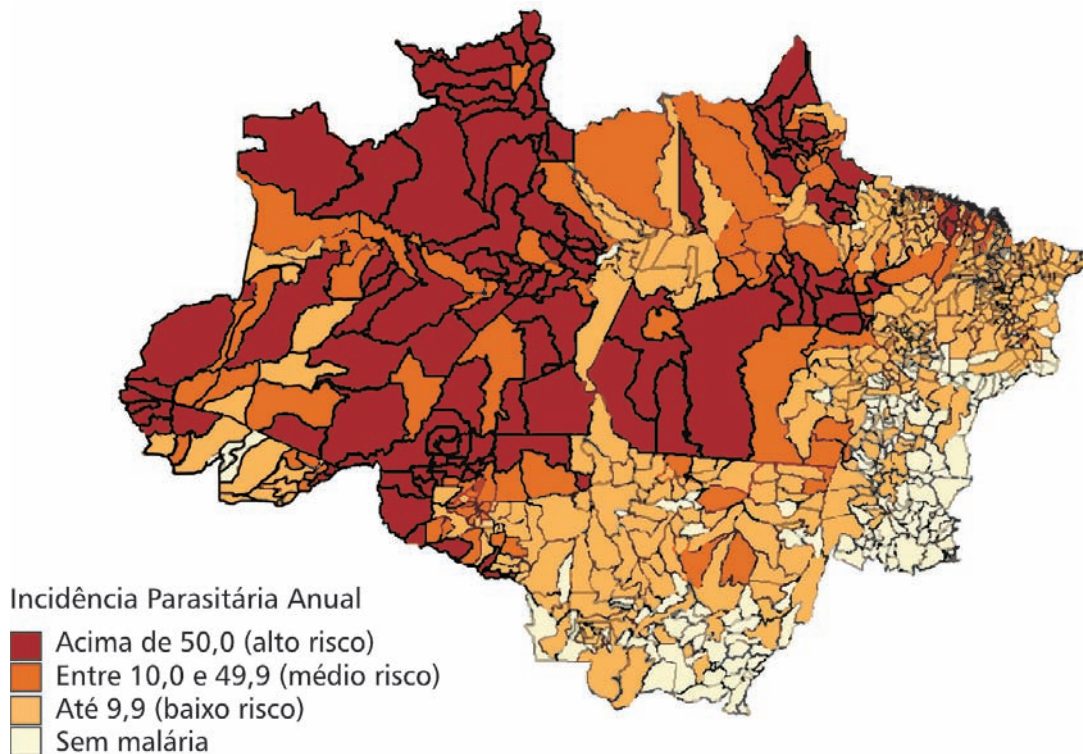 Incidência Parasitária Anual
Acima de 50,0 (alto risco)
Entre 10,0 e 49,9 (médio risco)
Até 9,9 (baixo risco)
Sem malária